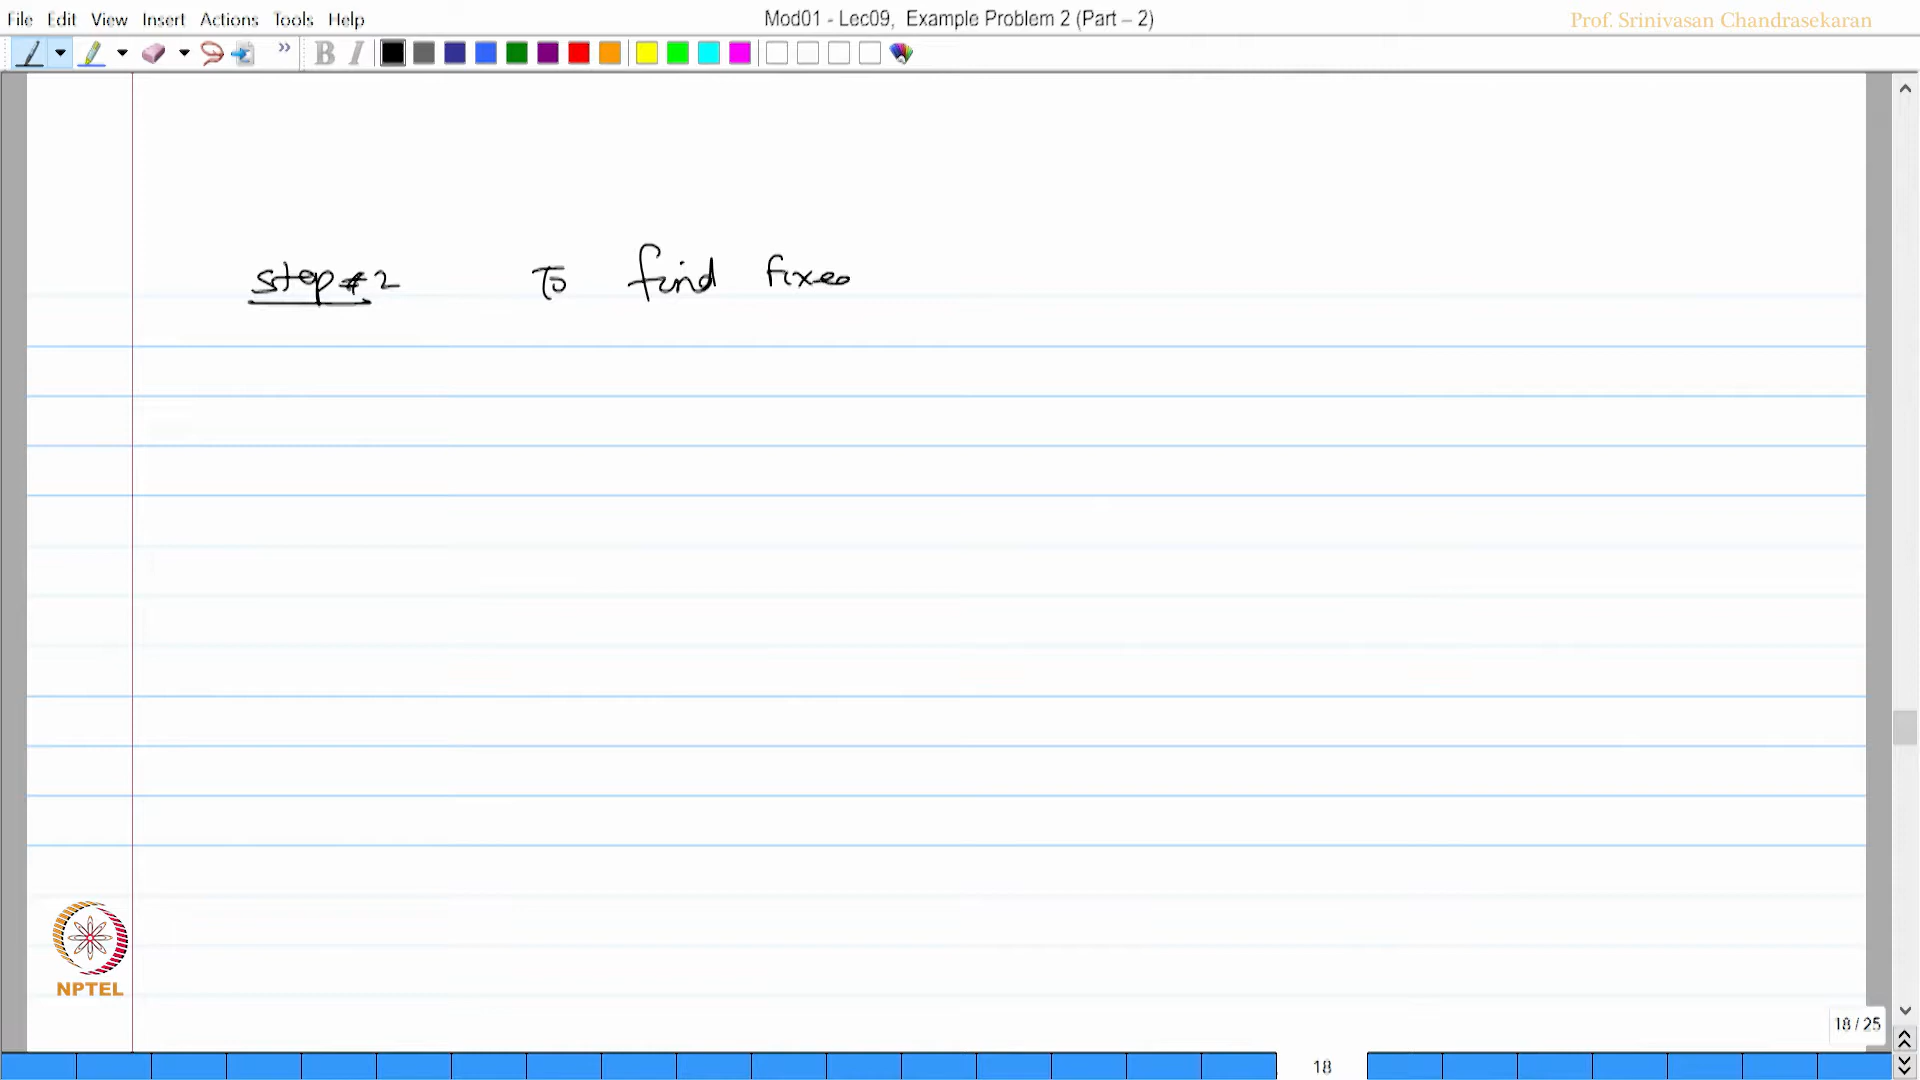 File Edit View Insert Actions Tools Help
Mod01 - Lec09, Example Problem 2 (Part – 2)
Prof. Srinivasan Chandrasekaran
B I
step # 2 To find
NPTEL
18 / 25
18